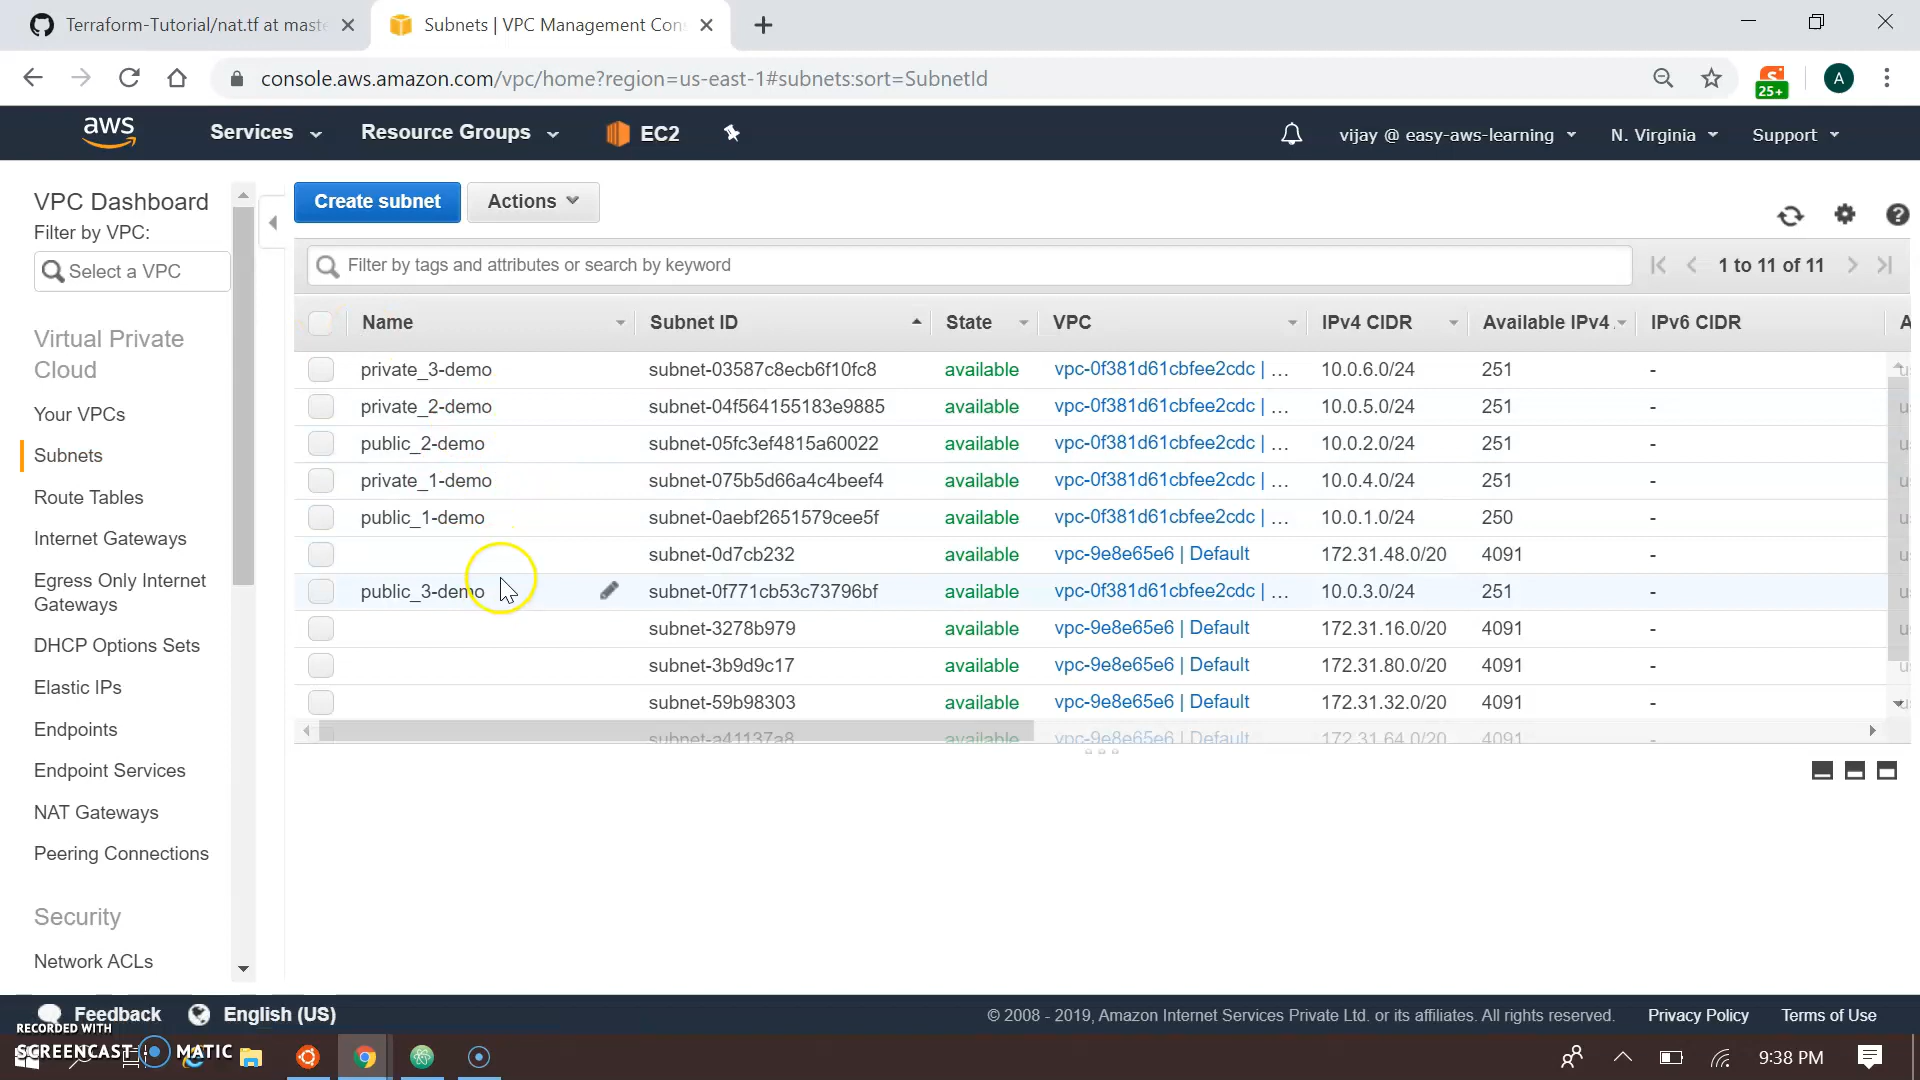 Terraform-Tutorial/nat.tf at maste
Subnets | VPC Management Con
console.aws.amazon.com/vpc/home?region=us-east-1#subnets:sort=SubnetId
25+
A
aws
Services
Resource Groups
EC2
vijay @ easy-aws-learning
N. Virginia
Support
VPC Dashboard
Filter by VPC:
Select a VPC
Virtual Private
Cloud
Your VPCs
Subnets
Route Tables
Internet Gateways
Egress Only Internet
Gateways
DHCP Options Sets
Elastic IPs
Endpoints
Endpoint Services
NAT Gateways
Peering Connections
Security
Network ACLs
Create subnet
Actions
Filter by tags and attributes or search by keyword
1 to 11 of 11
Name Subnet ID State VPC IPv4 CIDR Available IPv4 IPv6 CIDR A
private_3-demo subnet-03587c8ecb6f10fc8 available vpc-0f381d61cbfee2cdc | ... 10.0.6.0/24 251 -
private_2-demo subnet-04f564155183e9885 available vpc-0f381d61cbfee2cdc | ... 10.0.5.0/24 251 -
public_2-demo subnet-05fc3ef4815a60022 available vpc-0f381d61cbfee2cdc | ... 10.0.2.0/24 251 -
private_1-demo subnet-075b5d66a4c4beef4 available vpc-0f381d61cbfee2cdc | ... 10.0.4.0/24 251 -
public_1-demo subnet-0aebf2651579cee5f available vpc-0f381d61cbfee2cdc | ... 10.0.1.0/24 250 -
subnet-0d7cb232 available vpc-9e8e65e6 | Default 172.31.48.0/20 4091 -
public_3-demo subnet-0f771cb53c73796bf available vpc-0f381d61cbfee2cdc | ... 10.0.3.0/24 251 -
subnet-3278b979 available vpc-9e8e65e6 | Default 172.31.16.0/20 4091 -
subnet-3b9d9c17 available vpc-9e8e65e6 | Default 172.31.80.0/20 4091 -
subnet-59b98303 available vpc-9e8e65e6 | Default 172.31.32.0/20 4091 -
subnet-a41137a8 available vpc-9e8e65e6 | Default 172.31.64.0/20 4091 -
Feedback
English (US)
© 2008 - 2019, Amazon Internet Services Private Ltd. or its affiliates. All rights reserved.
Privacy Policy
Terms of Use
RECORDED WITH
SCREENCAST MATIC
9:38 PM